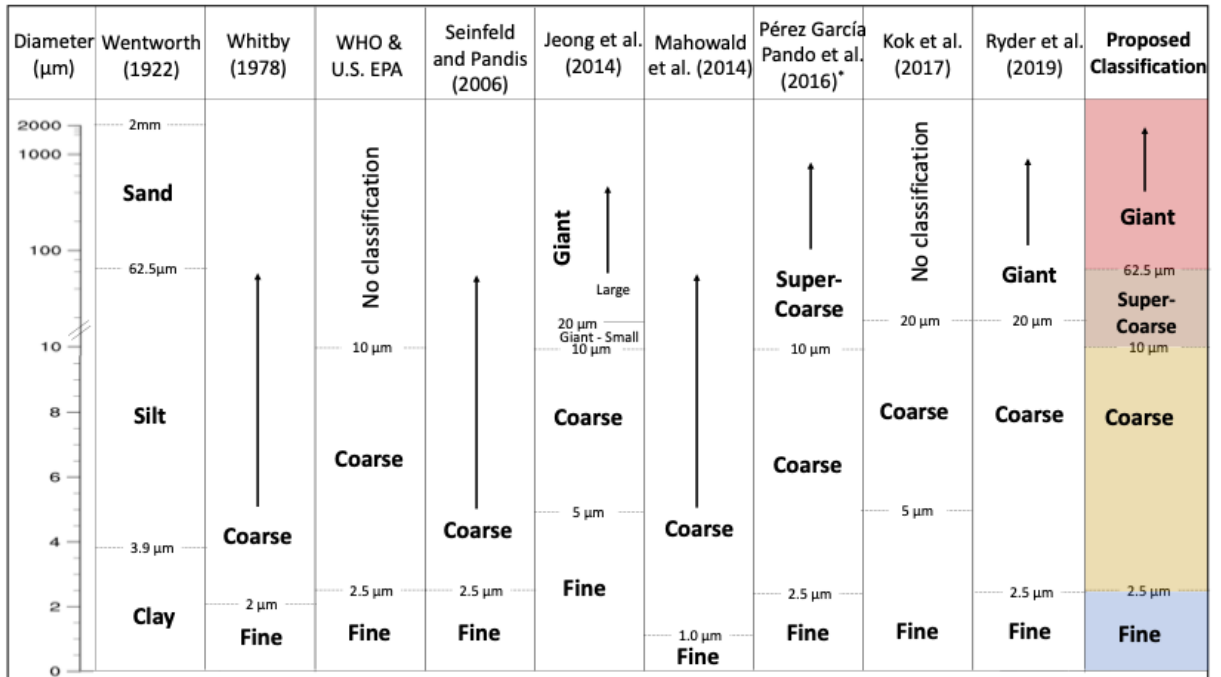 Diameter
(µm)
Wentworth
(1922)
Whitby
(1978)
WHO &
U.S. EPA
Seinfeld
and Pandis
(2006)
Jeong et al.
(2014)
Mahowald
et al. (2014)
Pérez García
Pando et al.
(2016)*
Kok et al.
(2017)
Ryder et al.
(2019)
Proposed
Classification
2000
1000
100
10
8
6
4
2
0
2mm
Sand
62.5µm
Silt
3.9 µm
Clay
Coarse
2 µm
Fine
No classification
10 µm
Coarse
2.5 µm
Fine
Coarse
2.5 µm
Fine
Giant
Large
20 µm
Giant - Small
10 µm
Coarse
5 µm
Fine
Coarse
1.0 µm
Fine
Super-
Coarse
10 µm
Coarse
2.5 µm
Fine
No classification
20 µm
Coarse
5 µm
Fine
Giant
20 µm
Coarse
2.5 µm
Fine
Giant
62.5 µm
Super-
Coarse
10 µm
Coarse
2.5 µm
Fine